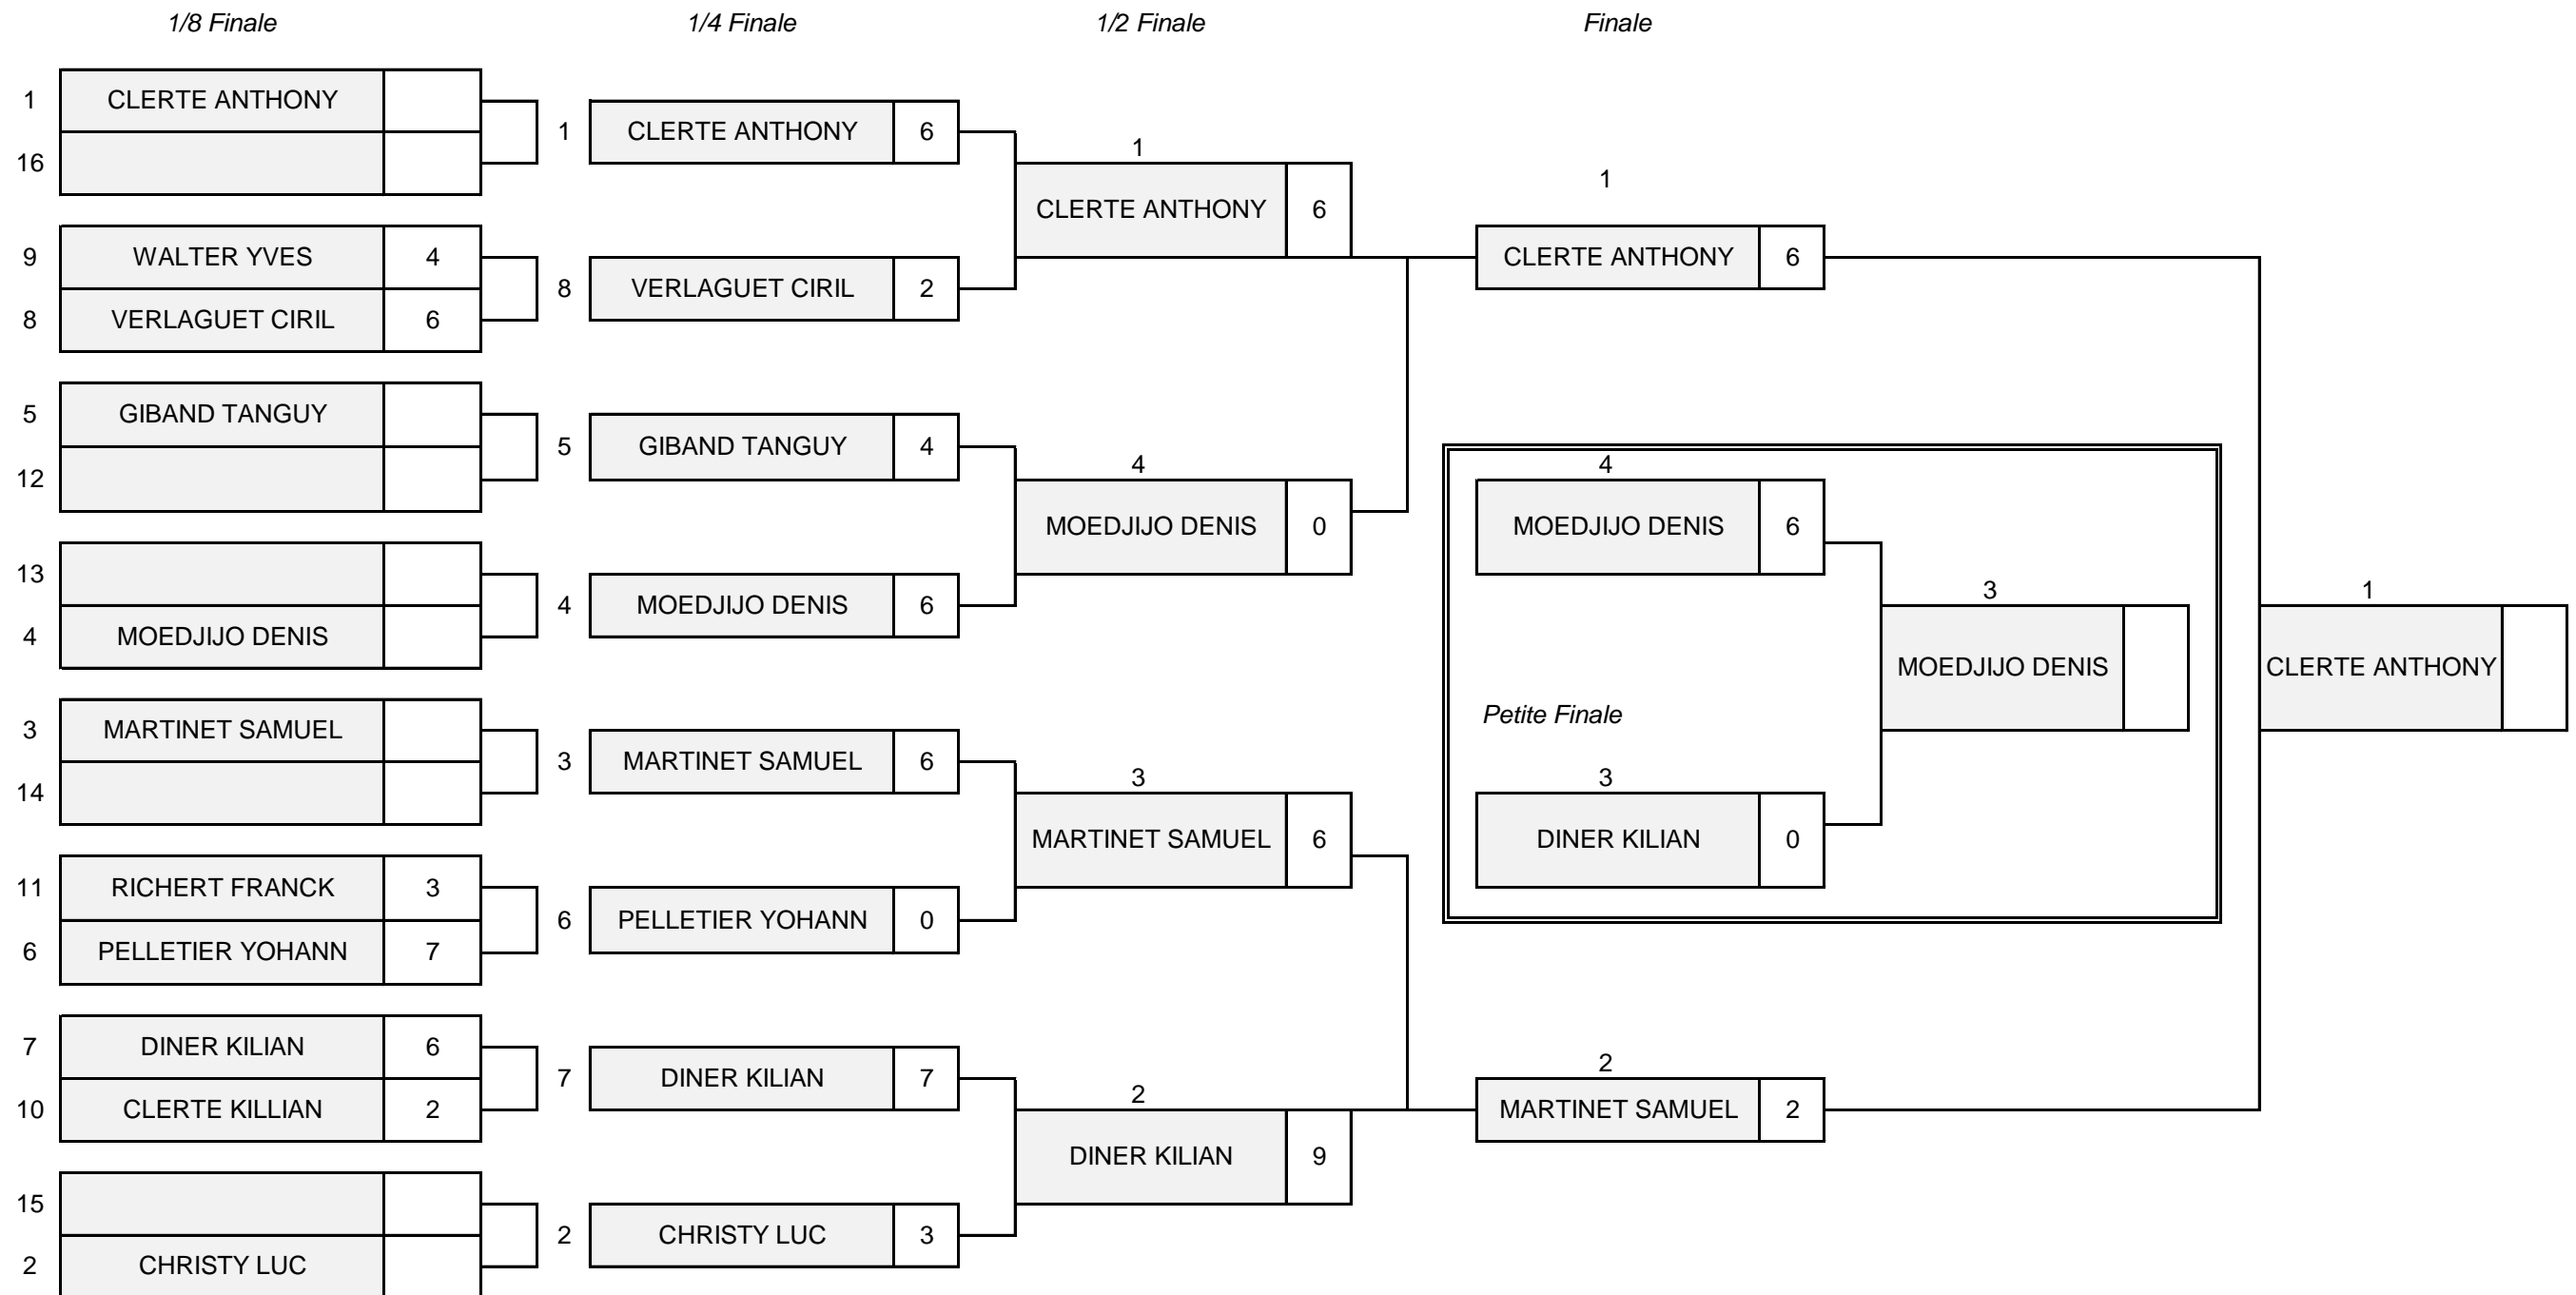 1/8 Finale 1/4 Finale 1/2 Finale Finale
1 CLERTE ANTHONY
16
9 WALTER YVES 4
8 VERLAGUET CIRIL 6
5 GIBAND TANGUY
12
13
4 MOEDJIJO DENIS
3 MARTINET SAMUEL
14
11 RICHERT FRANCK 3
6 PELLETIER YOHANN 7
7 DINER KILIAN 6
10 CLERTE KILLIAN 2
15
2 CHRISTY LUC
1 CLERTE ANTHONY 6
8 VERLAGUET CIRIL 2
5 GIBAND TANGUY 4
4 MOEDJIJO DENIS 6
3 MARTINET SAMUEL 6
6 PELLETIER YOHANN 0
7 DINER KILIAN 7
2 CHRISTY LUC 3
1
CLERTE ANTHONY 6
4
MOEDJIJO DENIS 0
3
MARTINET SAMUEL 6
2
DINER KILIAN 9
1
CLERTE ANTHONY 6
4
MOEDJIJO DENIS 6
Petite Finale
3
DINER KILIAN 0
2
MARTINET SAMUEL 2
3
MOEDJIJO DENIS
1
CLERTE ANTHONY